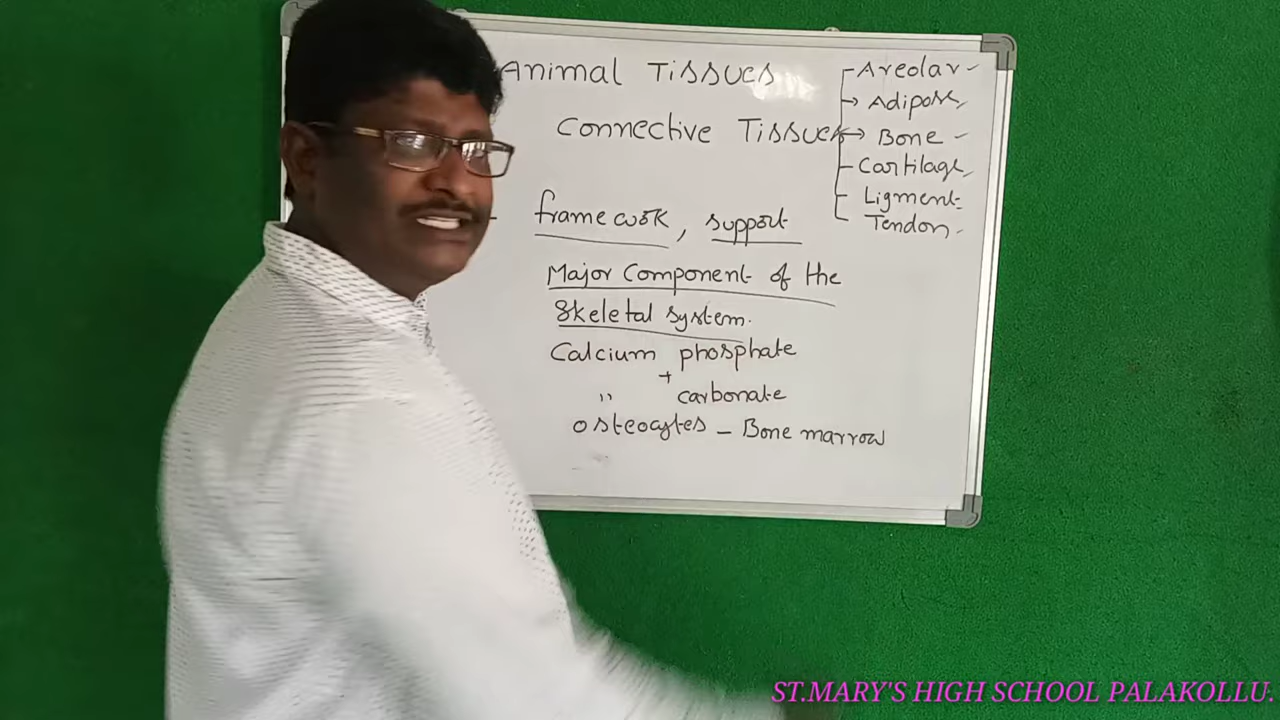 Animal Tissues
Connective Tissues
Areolar
Adipose
Bone
Cartilage
Ligment
Tendon
framework, support
Major Component of the
Skeletal system.
Calcium phosphate
+
" carbonate
Osteocytes – Bone marrow
ST.MARY'S HIGH SCHOOL PALAKOLLU.